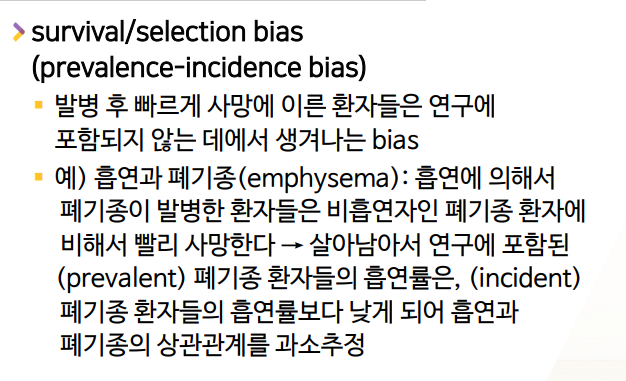 survival/selection bias
(prevalence-incidence bias)
발병 후 빠르게 사망에 이른 환자들은 연구에
포함되지 않는 데에서 생겨나는 bias
예) 흡연과 폐기종(emphysema): 흡연에 의해서
폐기종이 발병한 환자들은 비흡연자인 폐기종 환자에
비해서 빨리 사망한다 → 살아남아서 연구에 포함된
(prevalent) 폐기종 환자들의 흡연률은, (incident)
폐기종 환자들의 흡연률보다 낮게 되어 흡연과
폐기종의 상관관계를 과소추정